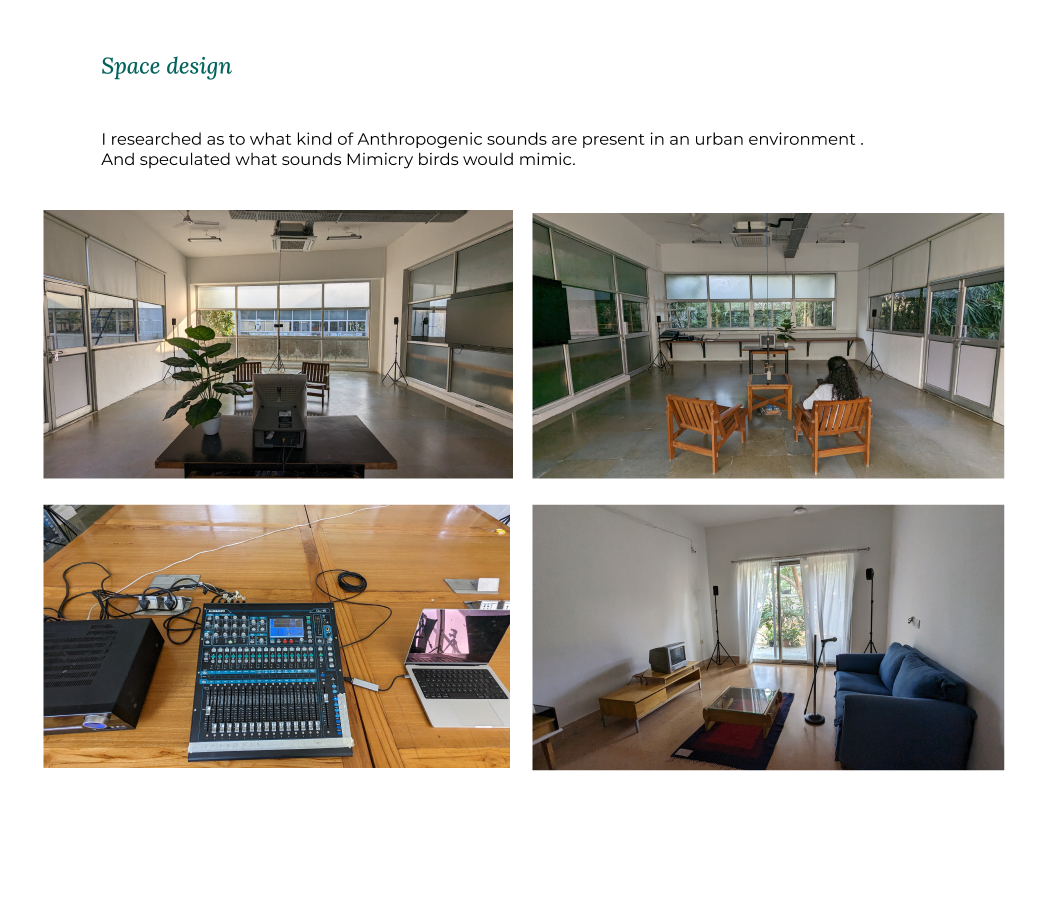 Space design
I researched as to what kind of Anthropogenic sounds are present in an urban environment .
And speculated what sounds Mimicry birds would mimic.